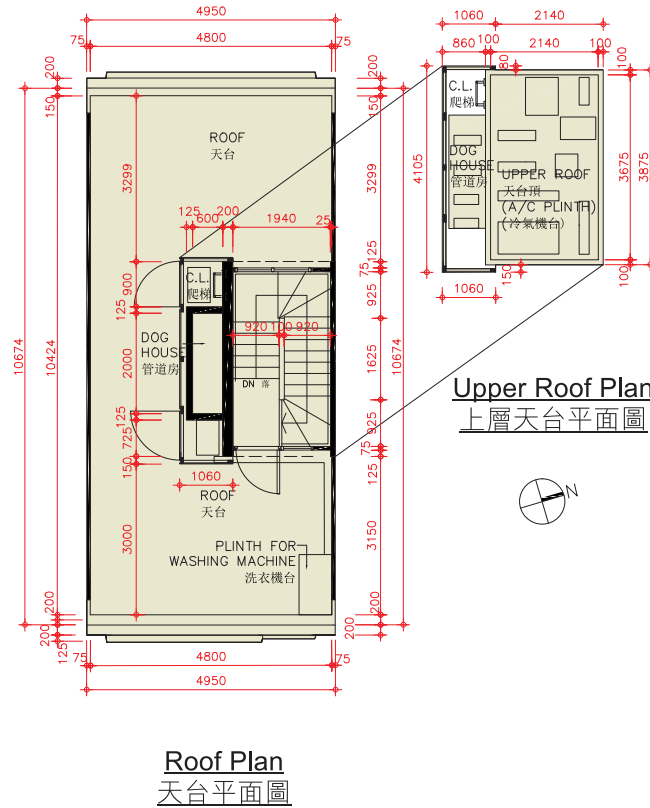 4950
75 4800 75
200
150
3299
900
125
2000
125
725
150
3000
200
200
125
10674
10424
ROOF
天台
125 600 200 1940 25
C.L.
爬梯
DOG
HOUSE
管道房
920 100 920
DN 落
1060
ROOF
天台
PLINTH FOR
WASHING MACHINE
洗衣機台
200
150
3299
125
75
925
1625
925
75
125
3150
200
200
10674
75 4800 75
4950
Roof Plan
天台平面圖
1060 2140
860 100 2140 100
80
C.L.
爬梯
DOG
HOUSE
管道房
UPPER ROOF
天台頂
(A/C PLINTH)
(冷氣機台)
4105
100
3675
3875
100
150
1060
Upper Roof Plan
上層天台平面圖
N